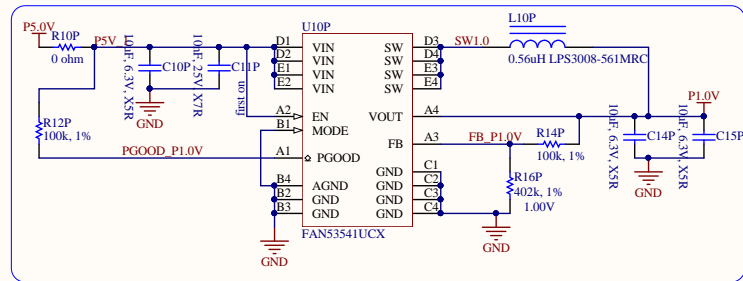 P5.0V
R10P
0 ohm
P5V
10uF, 6.3V, X5R
C10P
GND
10nF, 25V, X7R
C11P
first on
R12P
100k, 1%
PGOOD_P1.0V
U10P
D1 VIN
D2 VIN
E1 VIN
E2 VIN
A2 EN
B1 MODE
A1 PGOOD
B4 AGND
B2 GND
B3 GND
GND
SW D3
SW D4
SW E3
SW E4
VOUT A4
FB A3
GND C1
GND C2
GND C3
GND C4
FAN53541UCX
SW1.0
L10P
0.56uH LPS3008-561MRC
FB_P1.0V
R14P
100k, 1%
R16P
402k, 1%
1.00V
GND
10uF, 6.3V, X5R
C14P
GND
10uF, 6.3V, X5R
P1.0V
C15P